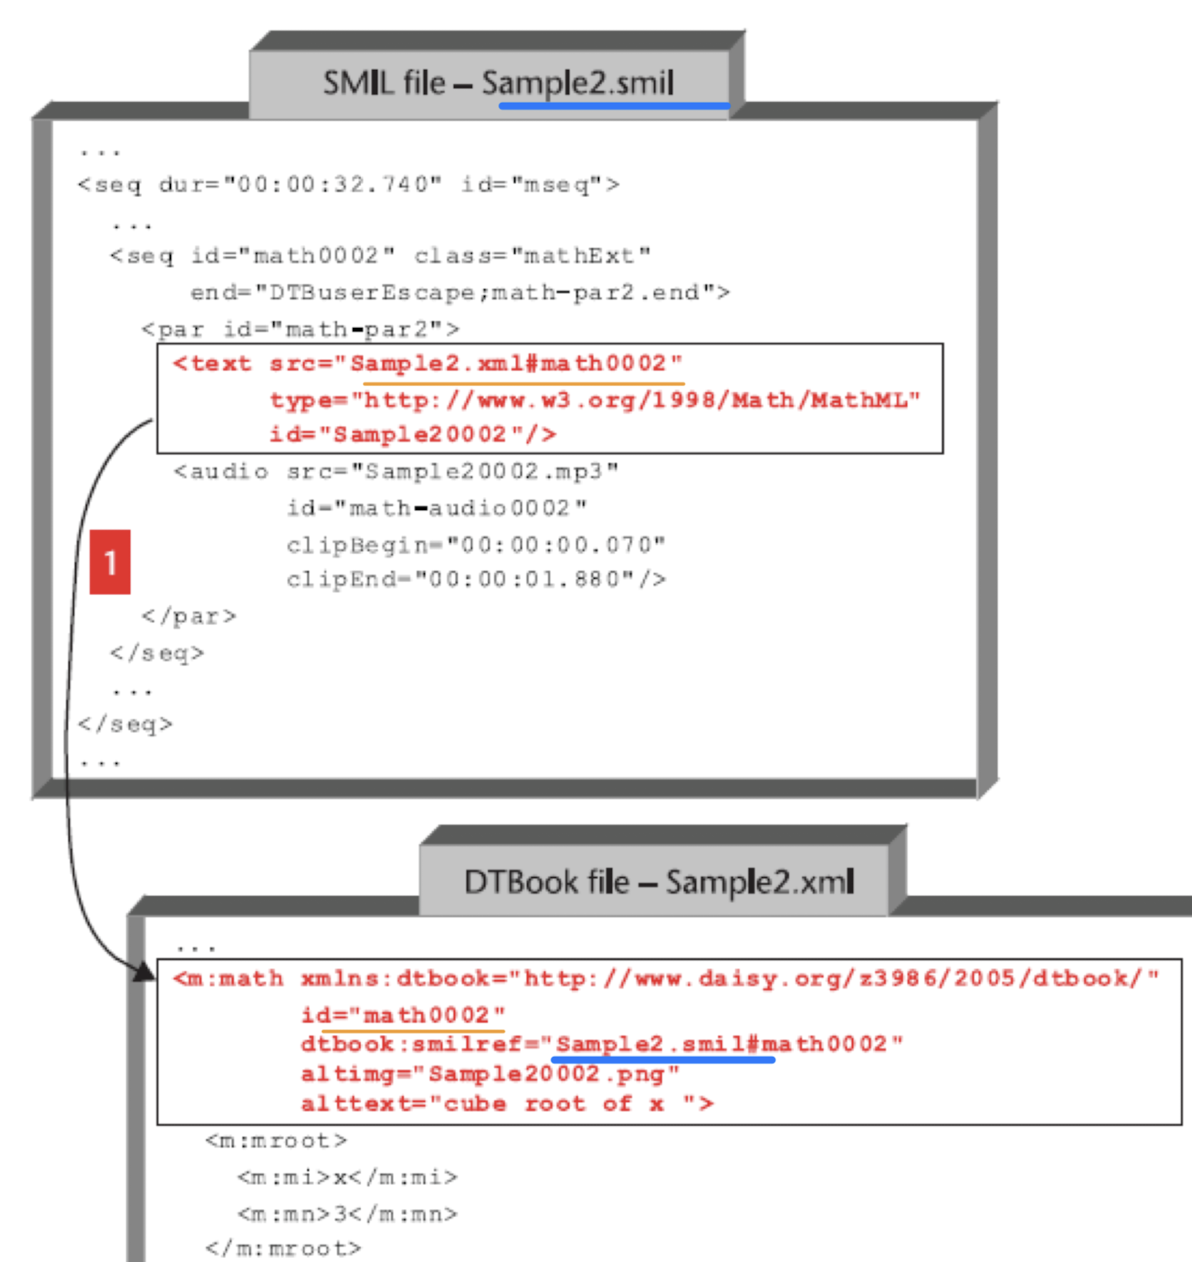 SMIL file – Sample2.smil
...
<seq dur="00:00:32.740" id="mseq">
...
<seq id="math0002" class="mathExt"
end="DTBuserEscape;math-par2.end">
<par id="math-par2">
<text src="Sample2.xml#math0002"
type="http://www.w3.org/1998/Math/MathML"
id="Sample20002"/>
<audio src="Sample20002.mp3"
id="math-audio0002"
clipBegin="00:00:00.070"
1
clipEnd="00:00:01.880"/>
</par>
</seq>
...
</seq>
...
DTBook file – Sample2.xml
...
<m:math xmlns:dtbook="http://www.daisy.org/z3986/2005/dtbook/"
id="math0002"
dtbook:smilref="Sample2.smil#math0002"
altimg="Sample20002.png"
alttext="cube root of x ">
<m:mroot>
<m:mi>x</m:mi>
<m:mn>3</m:mn>
</m:mroot>